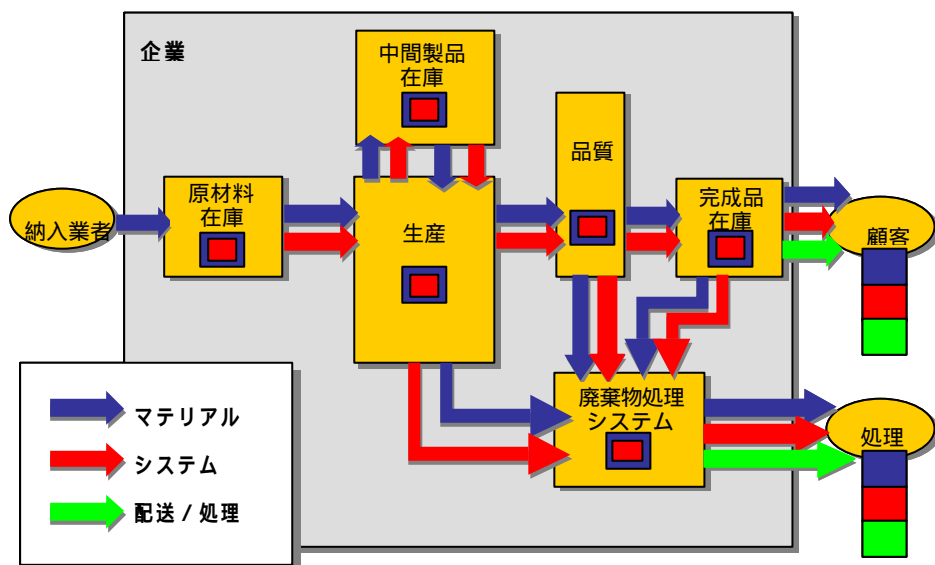 企業
中間製品
在庫
品質
原材料
在庫
完成品
在庫
納入業者
生産
顧客
廃棄物処理
システム
処理
マテリアル
システム
配送 / 処理